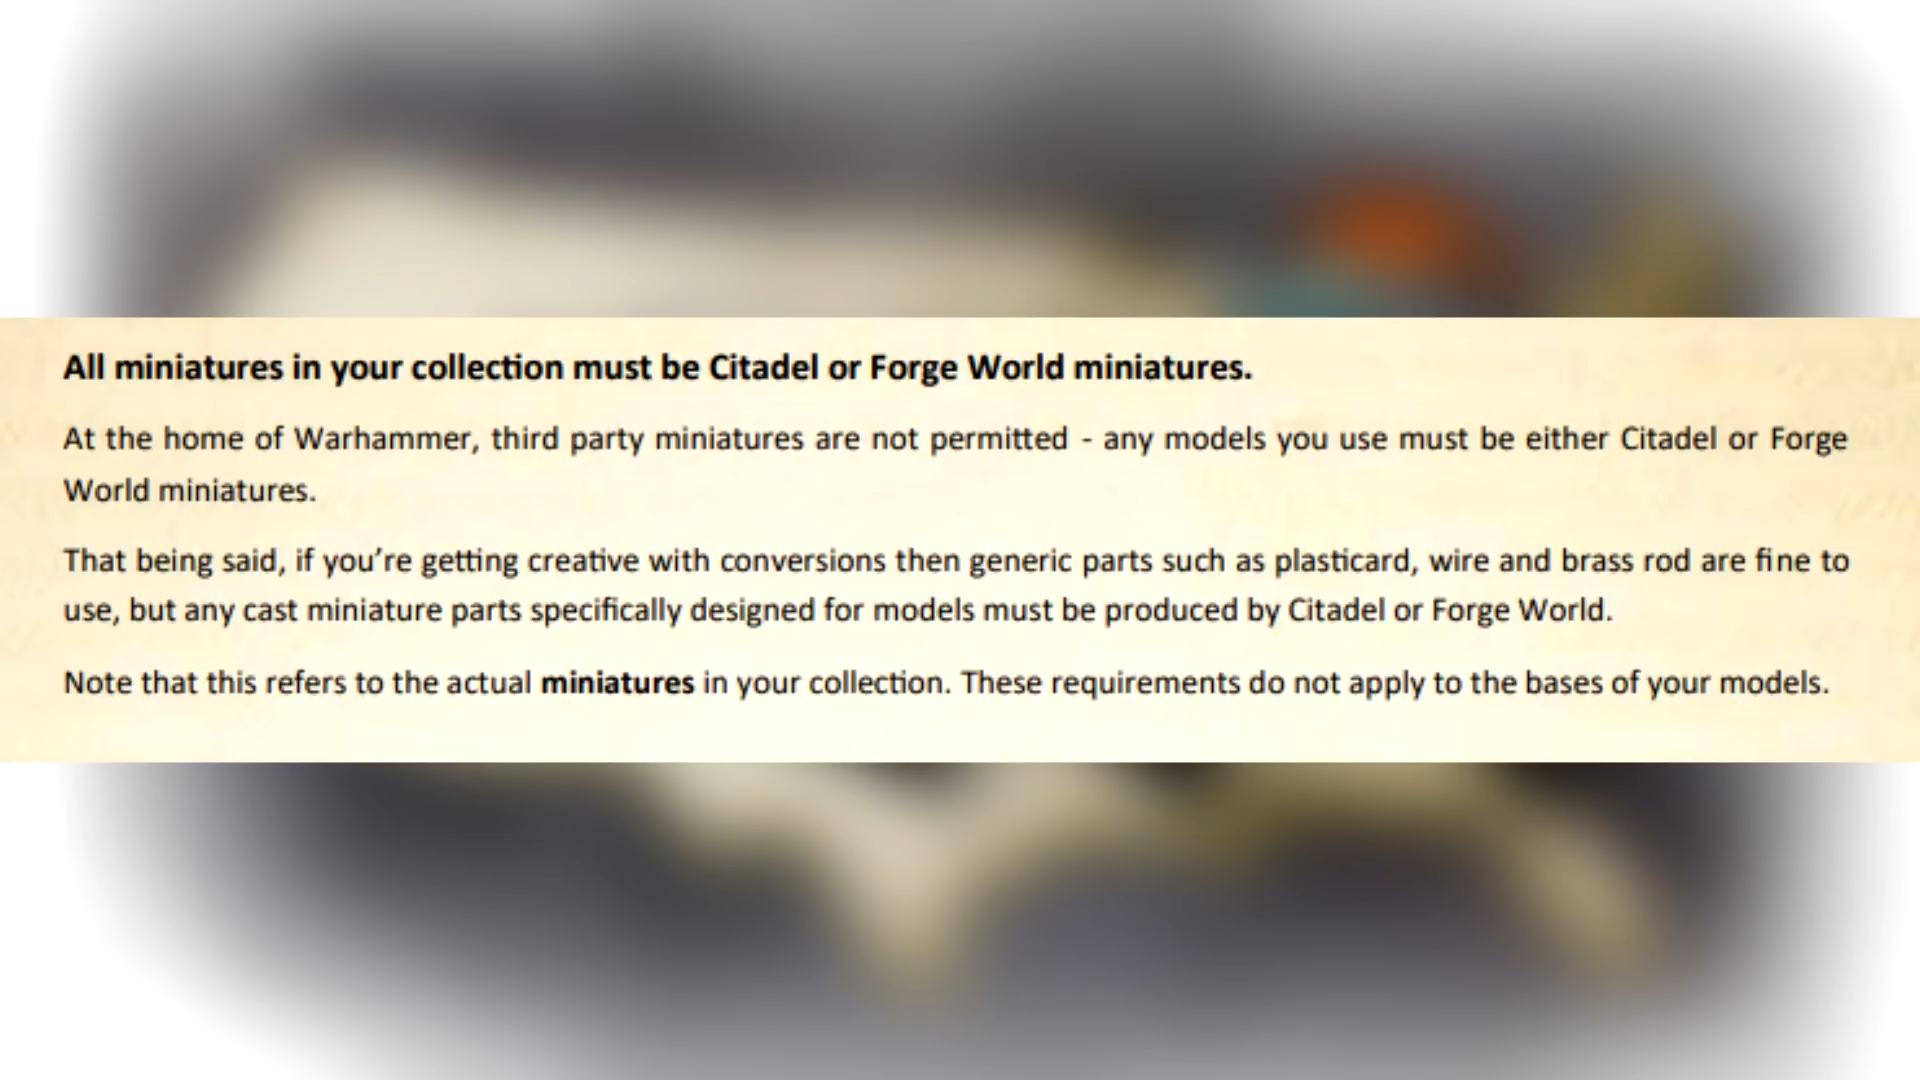 All miniatures in your collection must be Citadel or Forge World miniatures.
At the home of Warhammer, third party miniatures are not permitted - any models you use must be either Citadel or Forge
World miniatures.
That being said, if you’re getting creative with conversions then generic parts such as plasticard, wire and brass rod are fine to
use, but any cast miniature parts specifically designed for models must be produced by Citadel or Forge World.
Note that this refers to the actual miniatures in your collection. These requirements do not apply to the bases of your models.